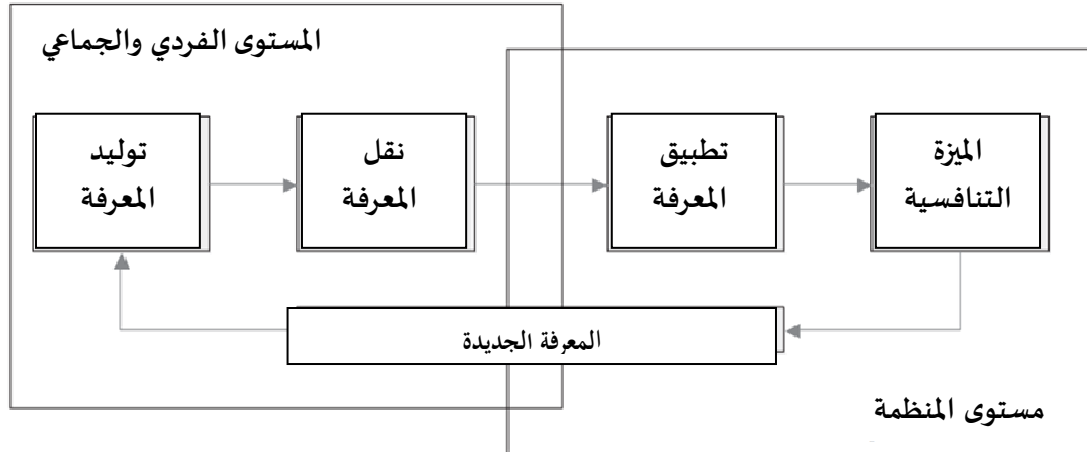 المستوى الفردي والجماعي
توليد
المعرفة
نقل
المعرفة
تطبيق
المعرفة
الميزة
التنافسية
المعرفة الجديدة
مستوى المنظمة